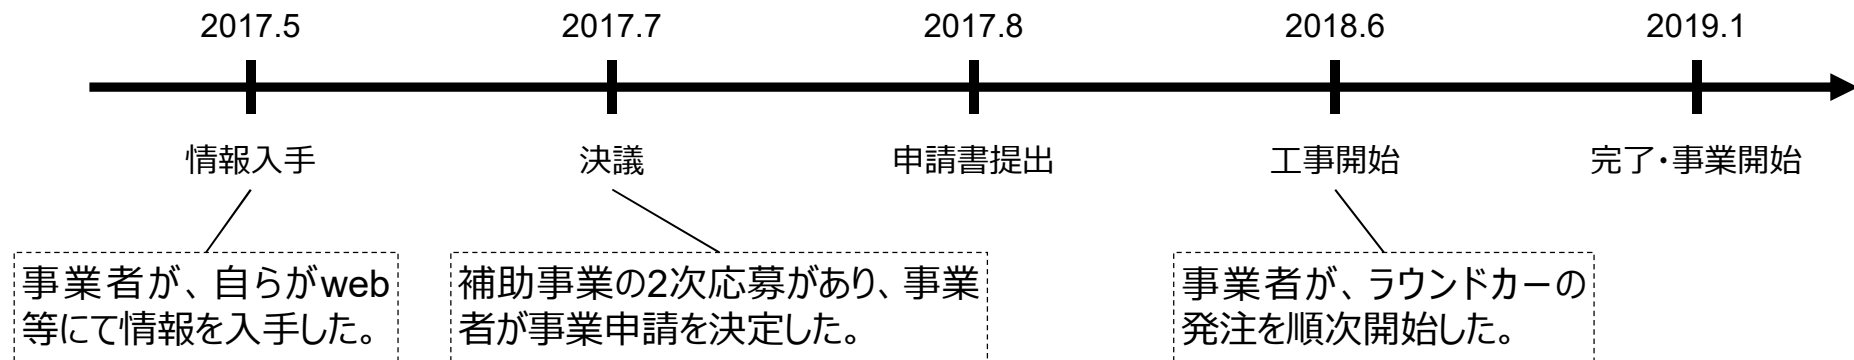 2017.5
2017.7
2017.8
2018.6
2019.1
情報入手
決議
申請書提出
工事開始
完了・事業開始
事業者が、自らがweb
等にて情報を入手した。
補助事業の2次応募があり、事業
者が事業申請を決定した。
事業者が、ラウンドカーの
発注を順次開始した。